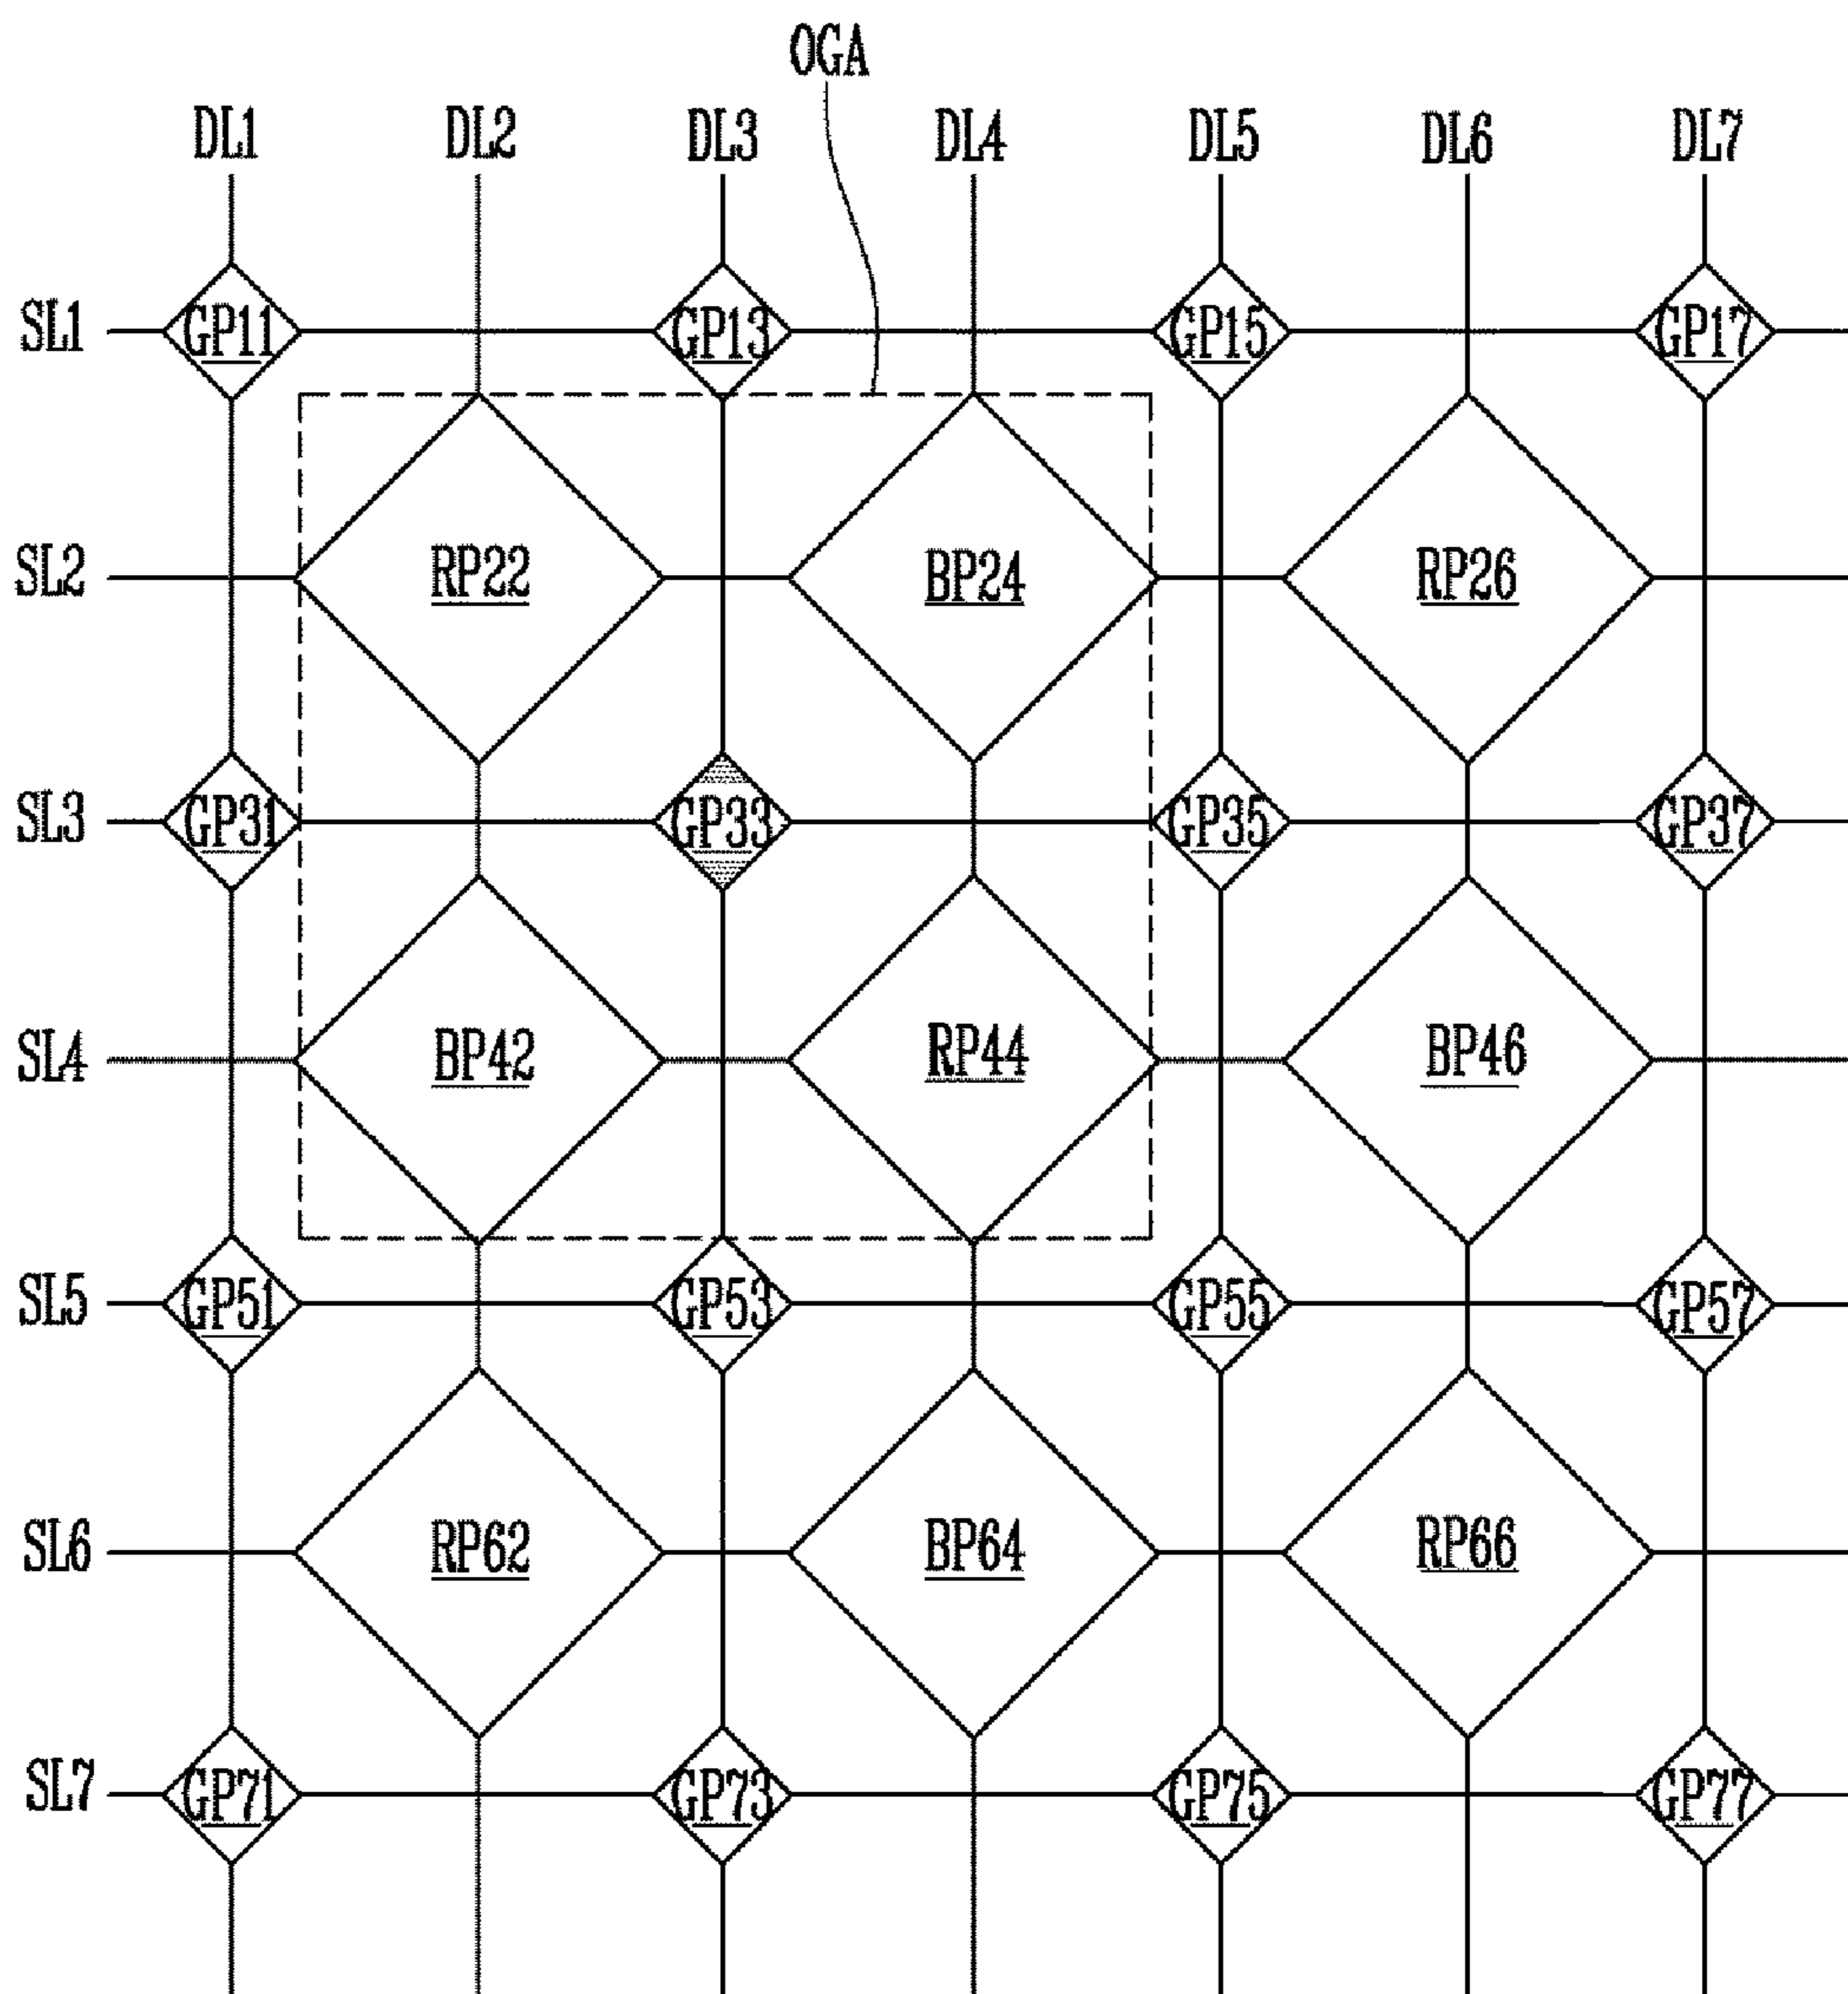 OGA
DL1 DL2 DL3 DL4 DL5 DL6 DL7
SL1 GP11 GP13 GP15 GP17
SL2 RP22 BP24 RP26
SL3 GP31 GP33 GP35 GP37
SL4 BP42 RP44 BP46
SL5 GP51 GP53 GP55 GP57
SL6 RP62 BP64 RP66
SL7 GP71 GP73 GP75 GP77